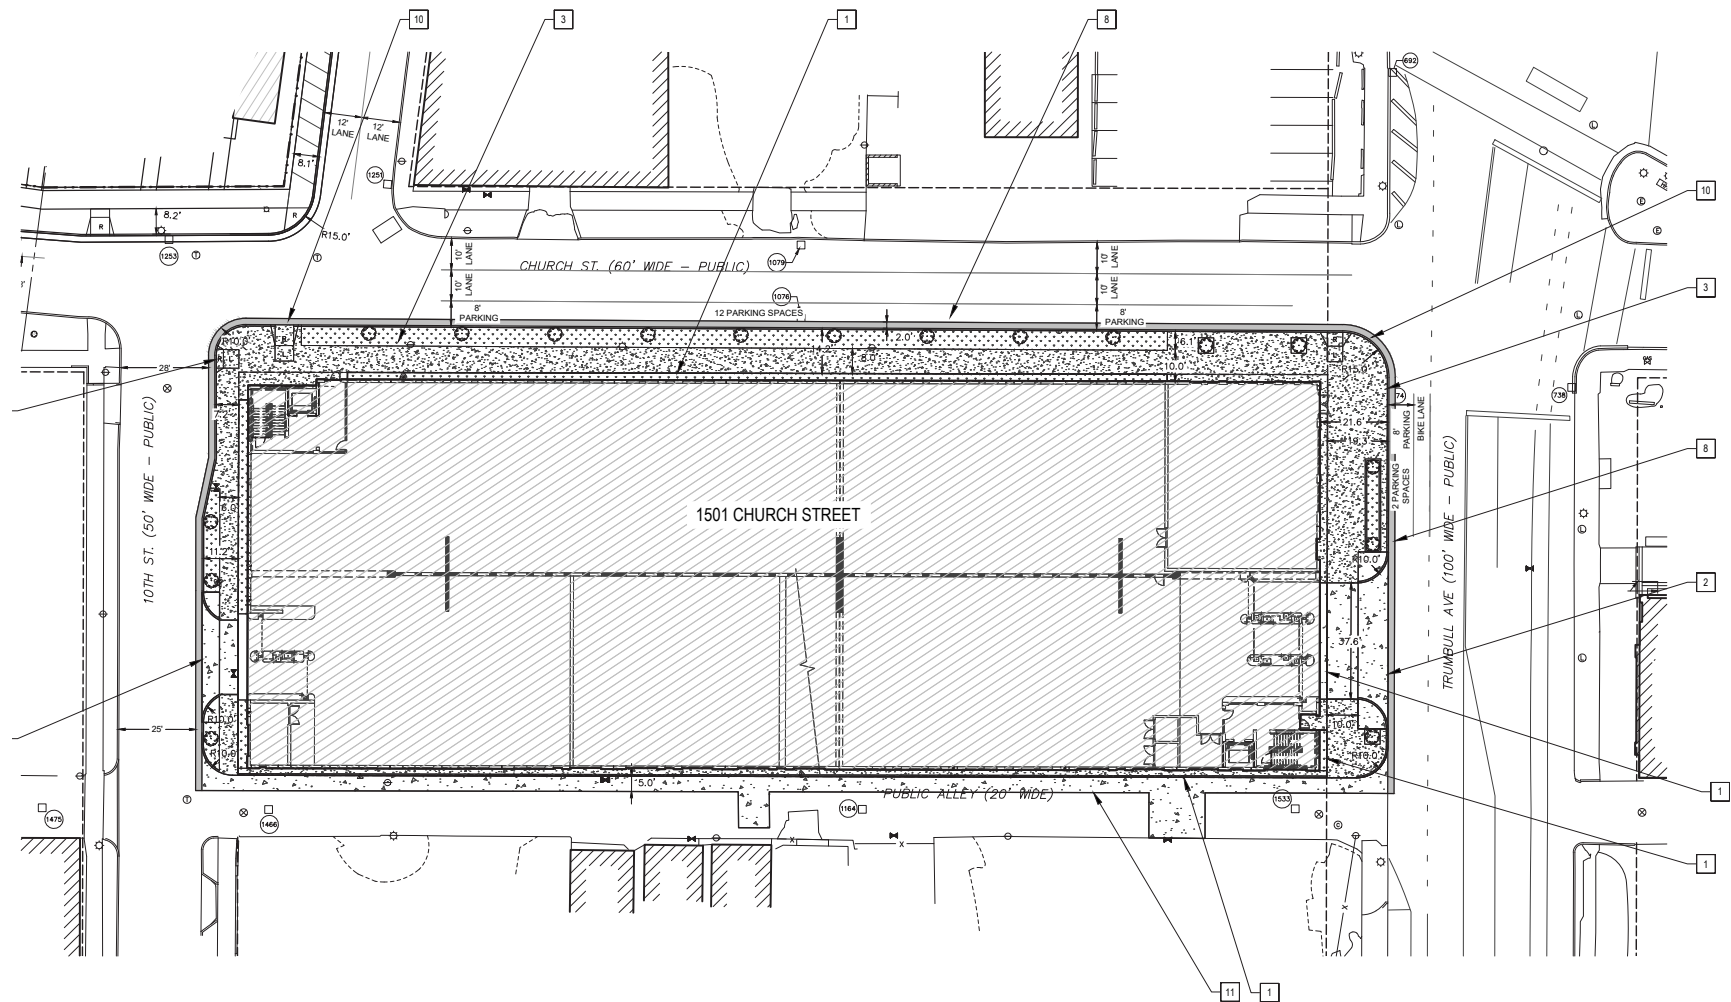 10
3
1
8
692
12'
LANE
12'
LANE
8.1'
1251
10
8.2'
R
R
R15.0'
1253
T
T
L
L
L
E
E
10'
LANE
CHURCH ST. (60' WIDE - PUBLIC)
1079
10'
LANE
10'
LANE
1076
10'
LANE
8'
PARKING
12 PARKING SPACES
8'
PARKING
3
R10.0'
2.0'
6.1'
8.0'
10.0'
R15.0'
28'
74
738
8'
PARKING
BIKE LANE
21.6'
19.3'
8
2 PARKING
SPACES
10TH ST. (50' WIDE - PUBLIC)
1501 CHURCH STREET
TRUMBULL AVE (100' WIDE - PUBLIC)
6.0'
11.2'
R10.0'
L
2
37.6'
L
R10.0'
10.0'
25'
R10.0'
R10.0'
5.0'
PUBLIC ALLEY (20' WIDE)
1
T
1475
1466
1164
1533
C
X
X
X
1
11
1